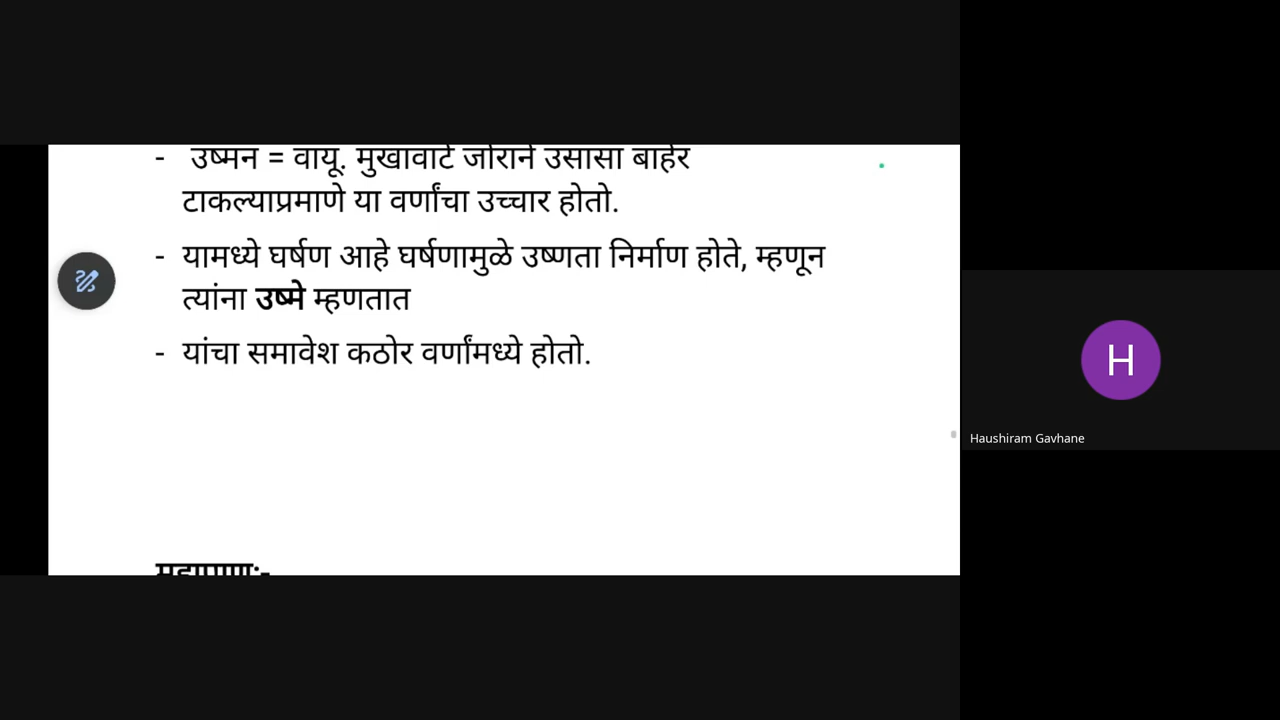 - उष्मन = वायू. मुखावाटे जोराने उसासा बाहेर
टाकल्याप्रमाणे या वर्णांचा उच्चार होतो.
- यामध्ये घर्षण आहे घर्षणामुळे उष्णता निर्माण होते, म्हणून
त्यांना उष्मे म्हणतात
- यांचा समावेश कठोर वर्णांमध्ये होतो.
H
Haushiram Gavhane